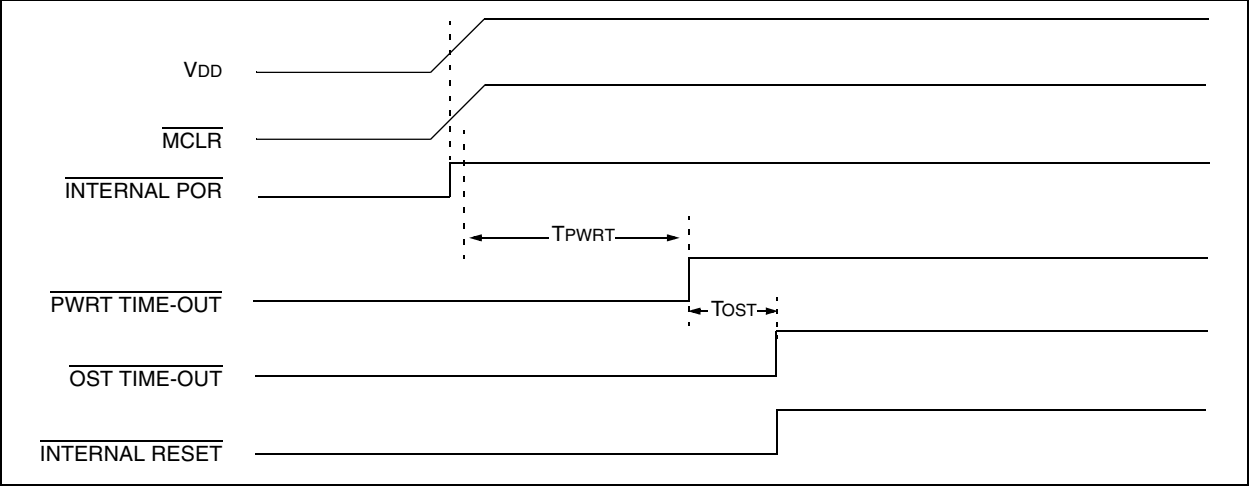 VDD
MCLR
INTERNAL POR
TPWRT
PWRT TIME-OUT
TOST
OST TIME-OUT
INTERNAL RESET